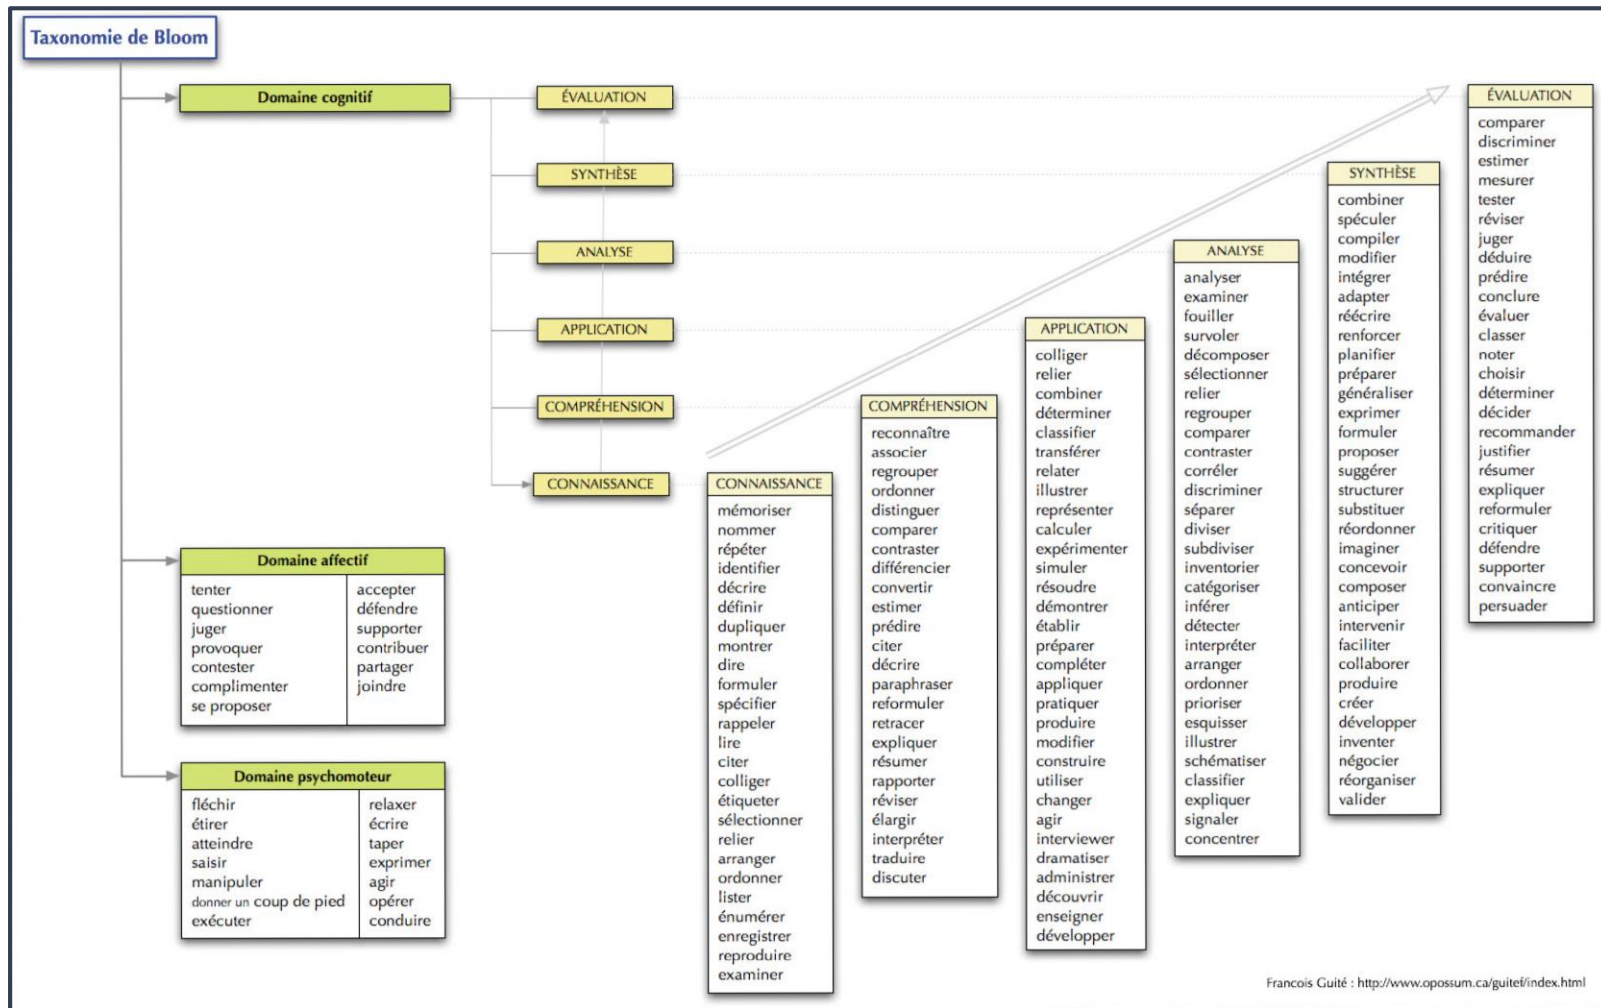 Taxonomie de Bloom
Domaine cognitif
ÉVALUATION
SYNTHÈSE
ANALYSE
APPLICATION
COMPRÉHENSION
CONNAISSANCE
Domaine affectif
tenter
questionner
juger
provoquer
contester
complimenter
se proposer
accepter
défendre
supporter
contribuer
partager
joindre
Domaine psychomoteur
fléchir
étirer
atteindre
saisir
manipuler
donner un coup de pied
exécuter
relaxer
écrire
taper
exprimer
agir
opérer
conduire
CONNAISSANCE
mémoriser
nommer
répéter
identifier
décrire
définir
dupliquer
montrer
dire
formuler
spécifier
rappeler
lire
citer
colliger
étiqueter
sélectionner
relier
arranger
ordonner
lister
énumérer
enregistrer
reproduire
examiner
COMPRÉHENSION
reconnaître
associer
regrouper
ordonner
distinguer
comparer
contraster
différencier
convertir
estimer
prédire
citer
décrire
paraphraser
reformuler
retracer
expliquer
résumer
rapporter
réviser
élargir
interpréter
traduire
discuter
APPLICATION
colliger
relier
combiner
déterminer
classifier
transférer
relater
illustrer
représenter
calculer
expérimenter
simuler
résoudre
démontrer
établir
préparer
compléter
appliquer
pratiquer
produire
modifier
construire
utiliser
changer
agir
interviewer
dramatiser
administrer
découvrir
enseigner
développer
ANALYSE
analyser
examiner
fouiller
survoler
décomposer
sélectionner
relier
regrouper
comparer
contraster
corréler
discriminer
séparer
diviser
subdiviser
inventorier
catégoriser
inférer
détecter
interpréter
arranger
ordonner
prioriser
esquisser
illustrer
schématiser
classifier
expliquer
signaler
concentrer
SYNTHÈSE
combiner
spéculer
compiler
modifier
intégrer
adapter
réécrire
renforcer
planifier
préparer
généraliser
exprimer
formuler
proposer
suggérer
structurer
substituer
réordonner
imaginer
concevoir
composer
anticiper
intervenir
faciliter
collaborer
produire
créer
développer
inventer
négocier
réorganiser
valider
ÉVALUATION
comparer
discriminer
estimer
mesurer
tester
réviser
juger
déduire
prédire
conclure
évaluer
classer
noter
choisir
déterminer
décider
recommander
justifier
résumer
expliquer
reformuler
critiquer
défendre
supporter
convaincre
persuader
Francois Guité : http://www.opossum.ca/guitef/index.html